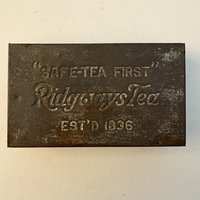 "SAFE-TEA FIRST"
Ridgways Tea
EST'D 1836